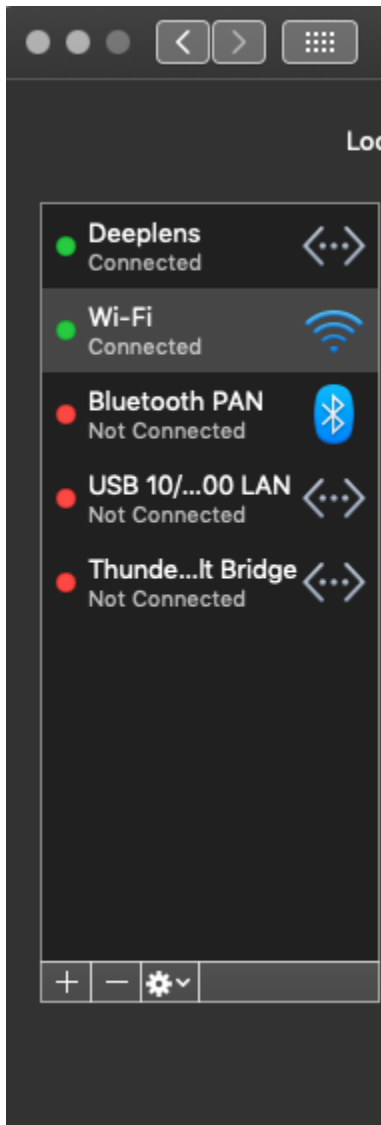 Loc
Deeplens
Connected
Wi-Fi
Connected
Bluetooth PAN
Not Connected
USB 10/...00 LAN
Not Connected
Thunde...lt Bridge
Not Connected